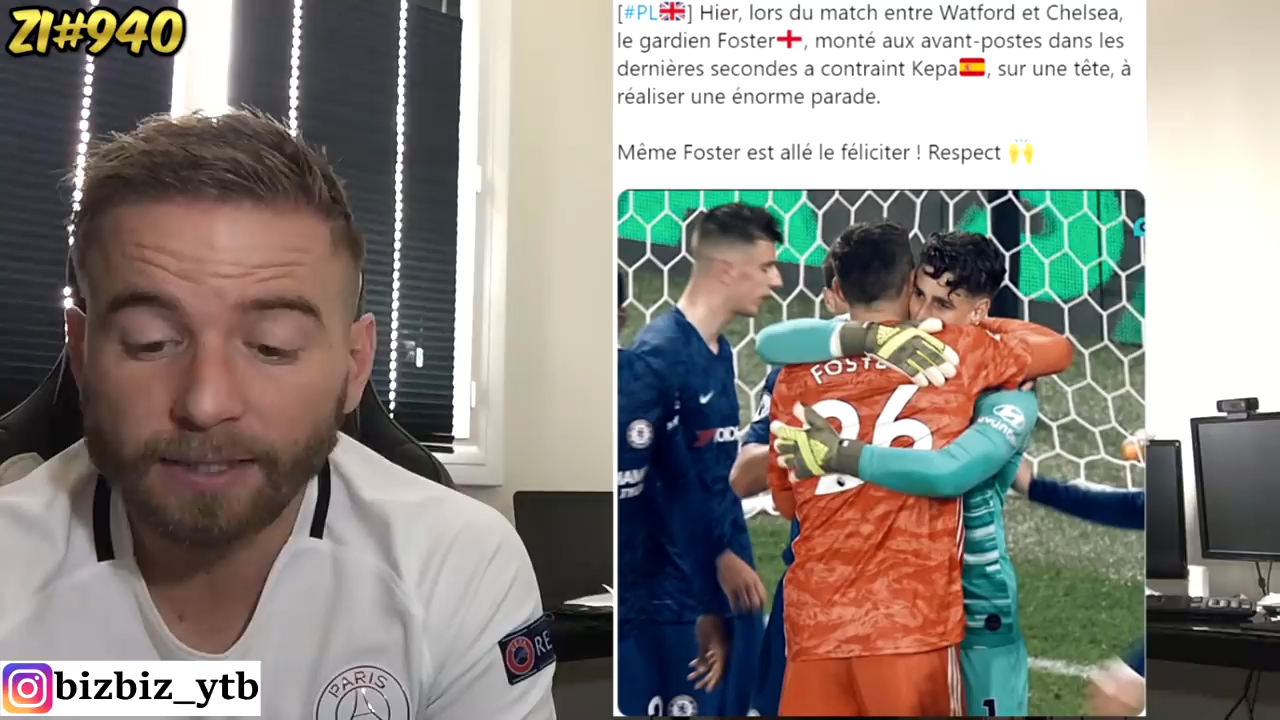 ZI#940
[#PL🇬🇧] Hier, lors du match entre Watford et Chelsea,
le gardien Foster🏴󠁧󠁢󠁥󠁮󠁧󠁿, monté aux avant-postes dans les
dernières secondes a contraint Kepa🇪🇸, sur une tête, à
réaliser une énorme parade.
Même Foster est allé le féliciter ! Respect 🙌
26
1
RE
PARIS
bizbiz_ytb